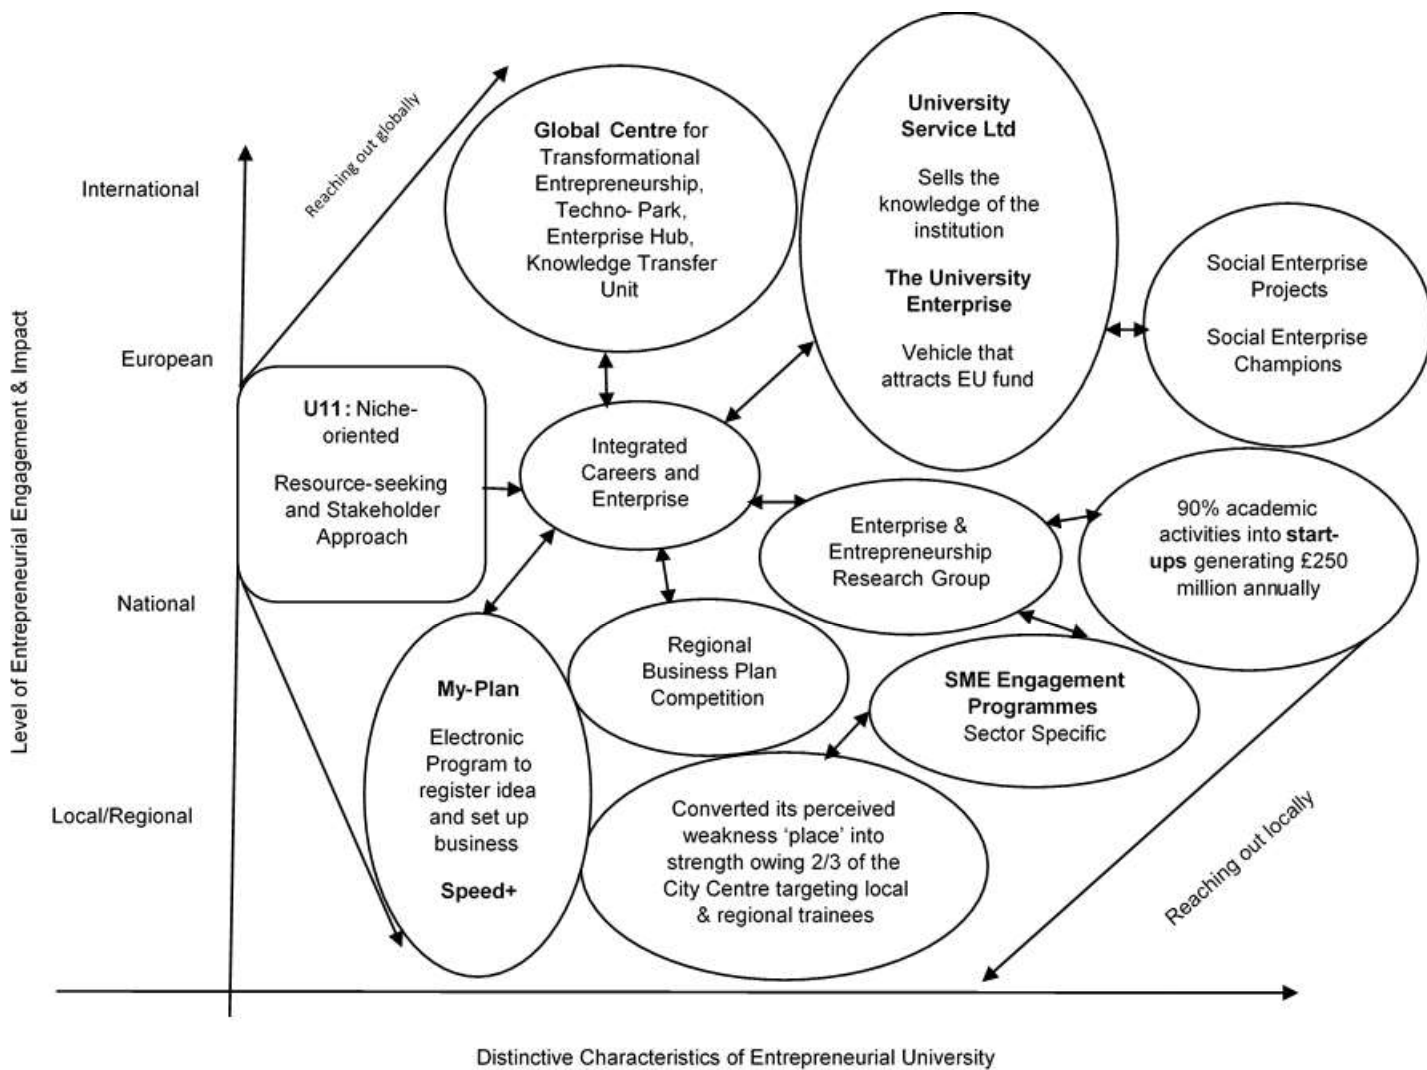 Reaching out globally
Global Centre for
Transformational
Entrepreneurship,
Techno- Park,
Enterprise Hub,
Knowledge Transfer
Unit
University
Service Ltd
Sells the
knowledge of the
institution
The University
Enterprise
Vehicle that
attracts EU fund
Social Enterprise
Projects
Social Enterprise
Champions
International
European
National
Local/Regional
Level of Entrepreneurial Engagement & Impact
U11: Niche-
oriented
Resource-seeking
and Stakeholder
Approach
Integrated
Careers and
Enterprise
Enterprise &
Entrepreneurship
Research Group
90% academic
activities into start-
ups generating £250
million annually
My-Plan
Electronic
Program to
register idea
and set up
business
Speed+
Regional
Business Plan
Competition
SME Engagement
Programmes
Sector Specific
Converted its perceived
weakness ‘place’ into
strength owing 2/3 of the
City Centre targeting local
& regional trainees
Reaching out locally
Distinctive Characteristics of Entrepreneurial University